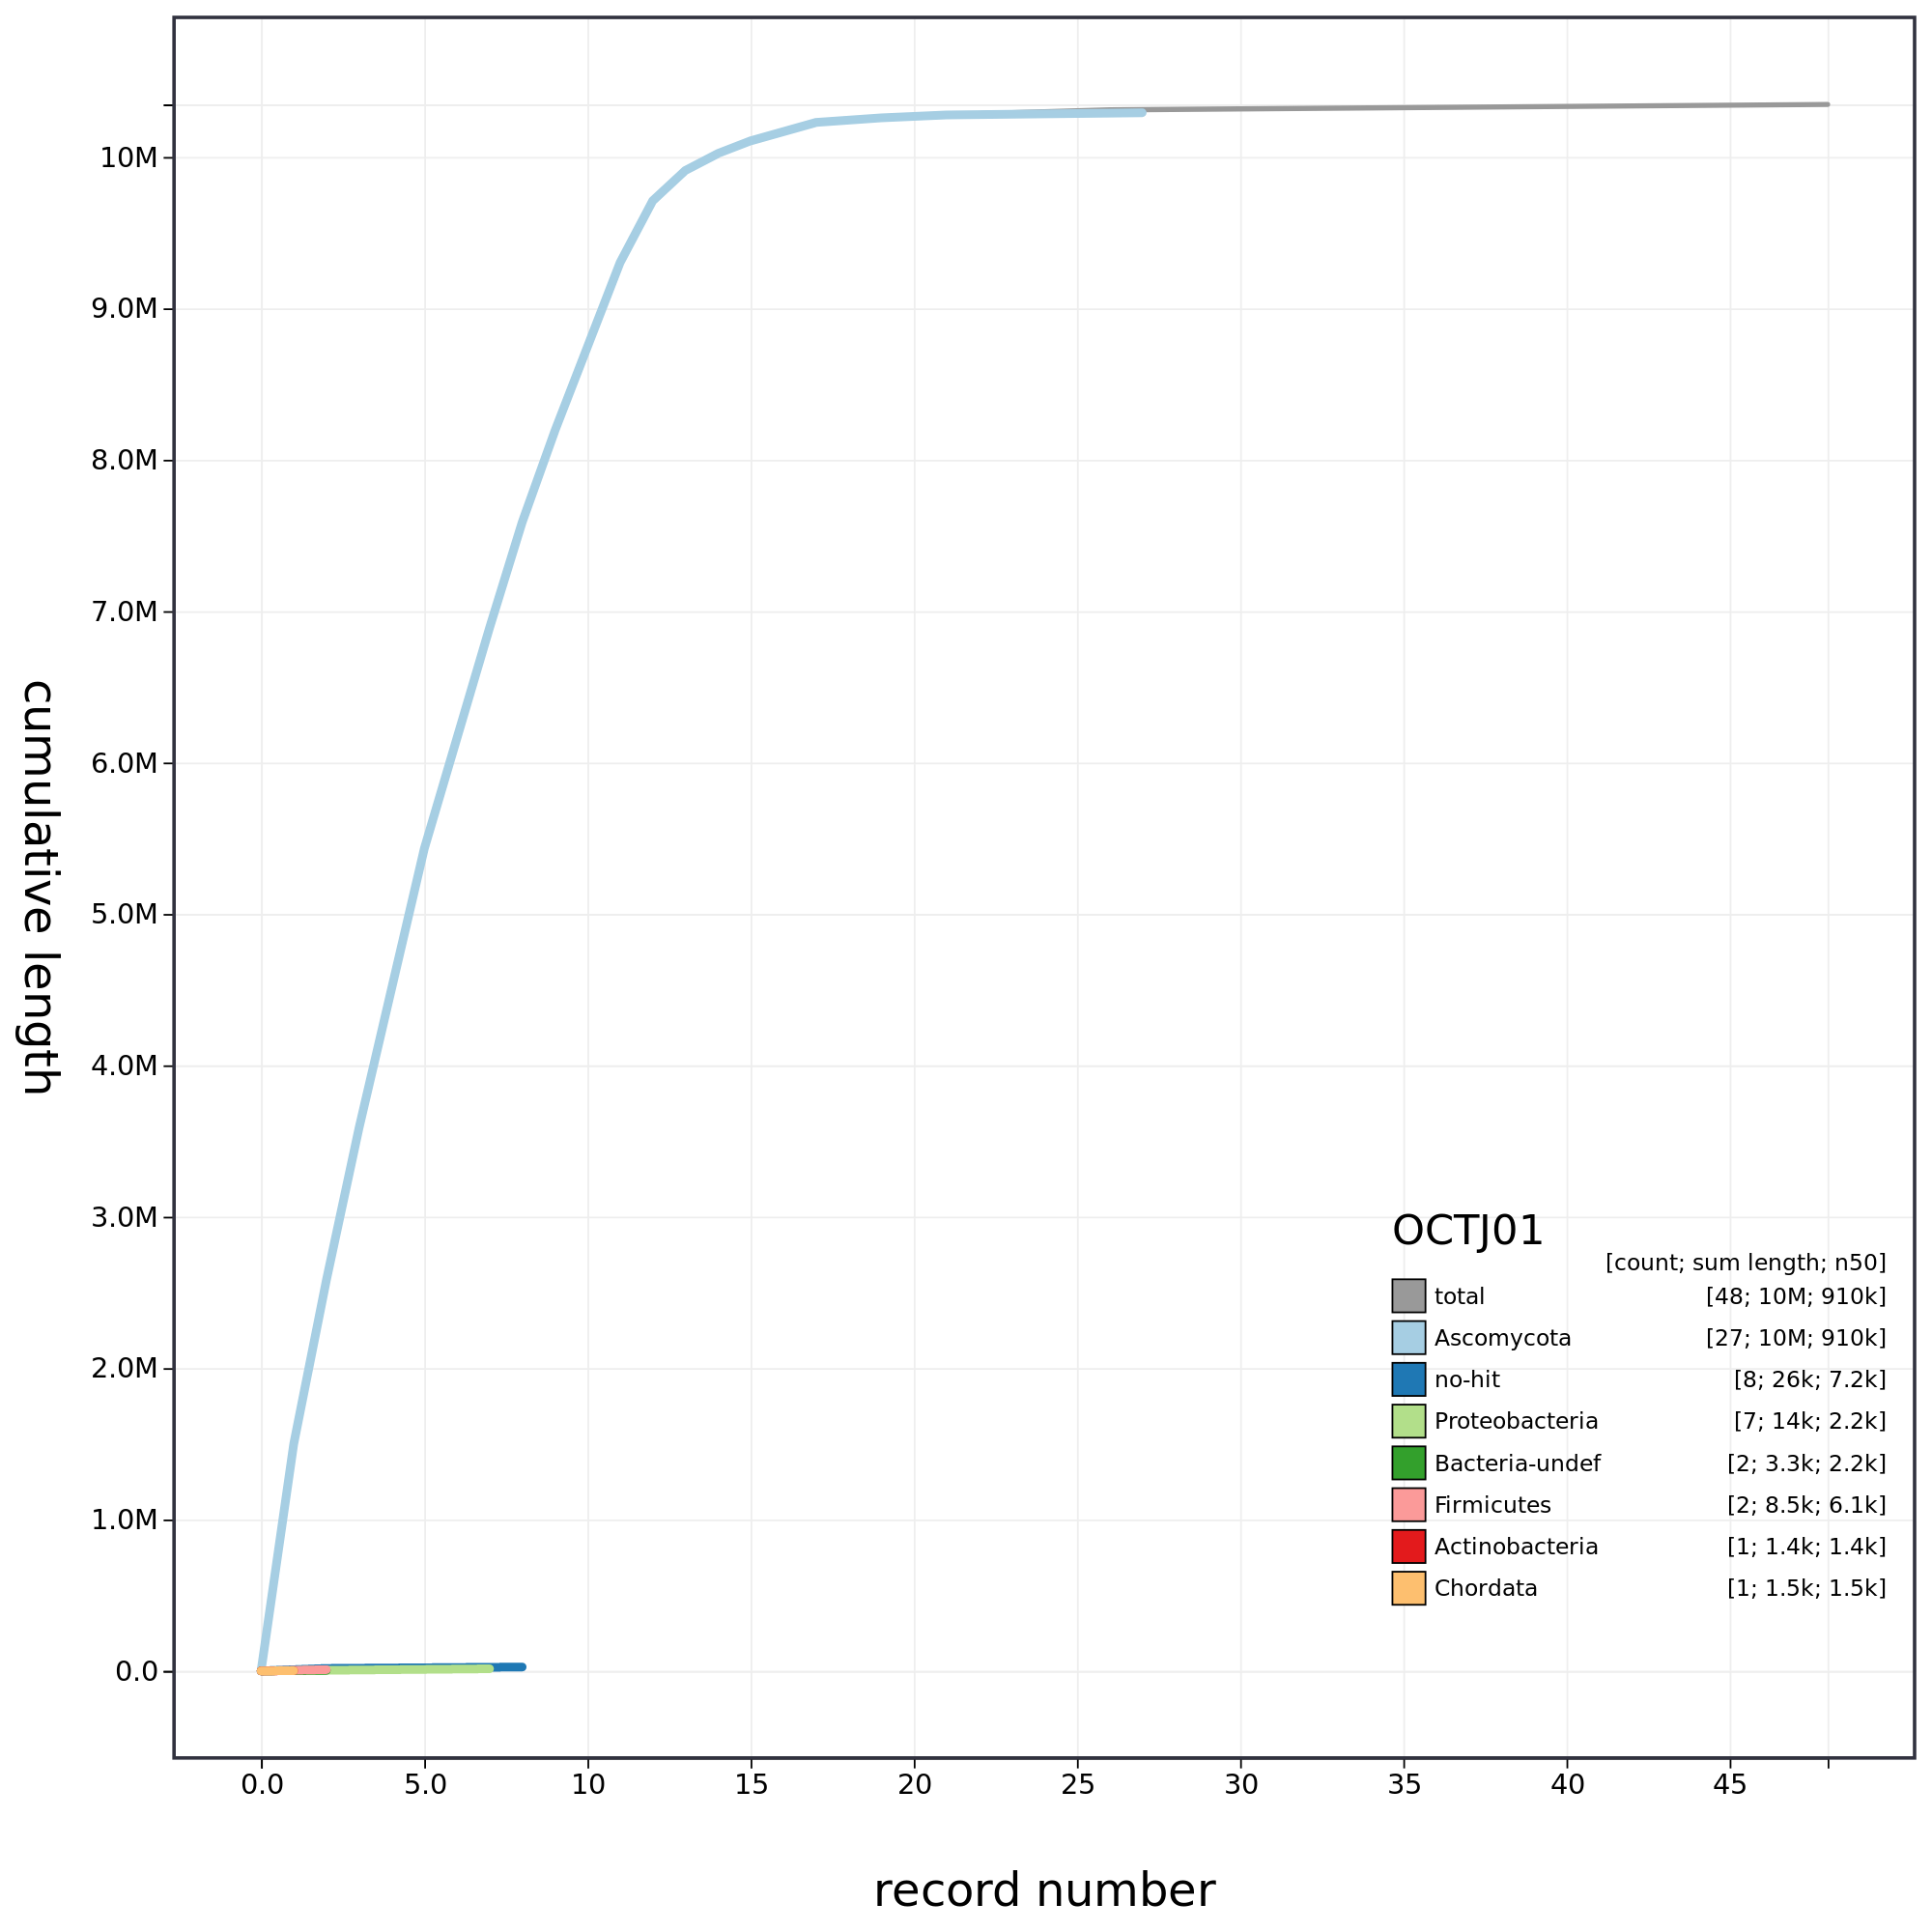 10M
9.0M
8.0M
7.0M
6.0M
5.0M
4.0M
3.0M
2.0M
1.0M
0.0
cumulative length
OCTJ01
[count; sum length; n50]
total [48; 10M; 910k]
Ascomycota [27; 10M; 910k]
no-hit [8; 26k; 7.2k]
Proteobacteria [7; 14k; 2.2k]
Bacteria-undef [2; 3.3k; 2.2k]
Firmicutes [2; 8.5k; 6.1k]
Actinobacteria [1; 1.4k; 1.4k]
Chordata [1; 1.5k; 1.5k]
0.0 5.0 10 15 20 25 30 35 40 45
record number